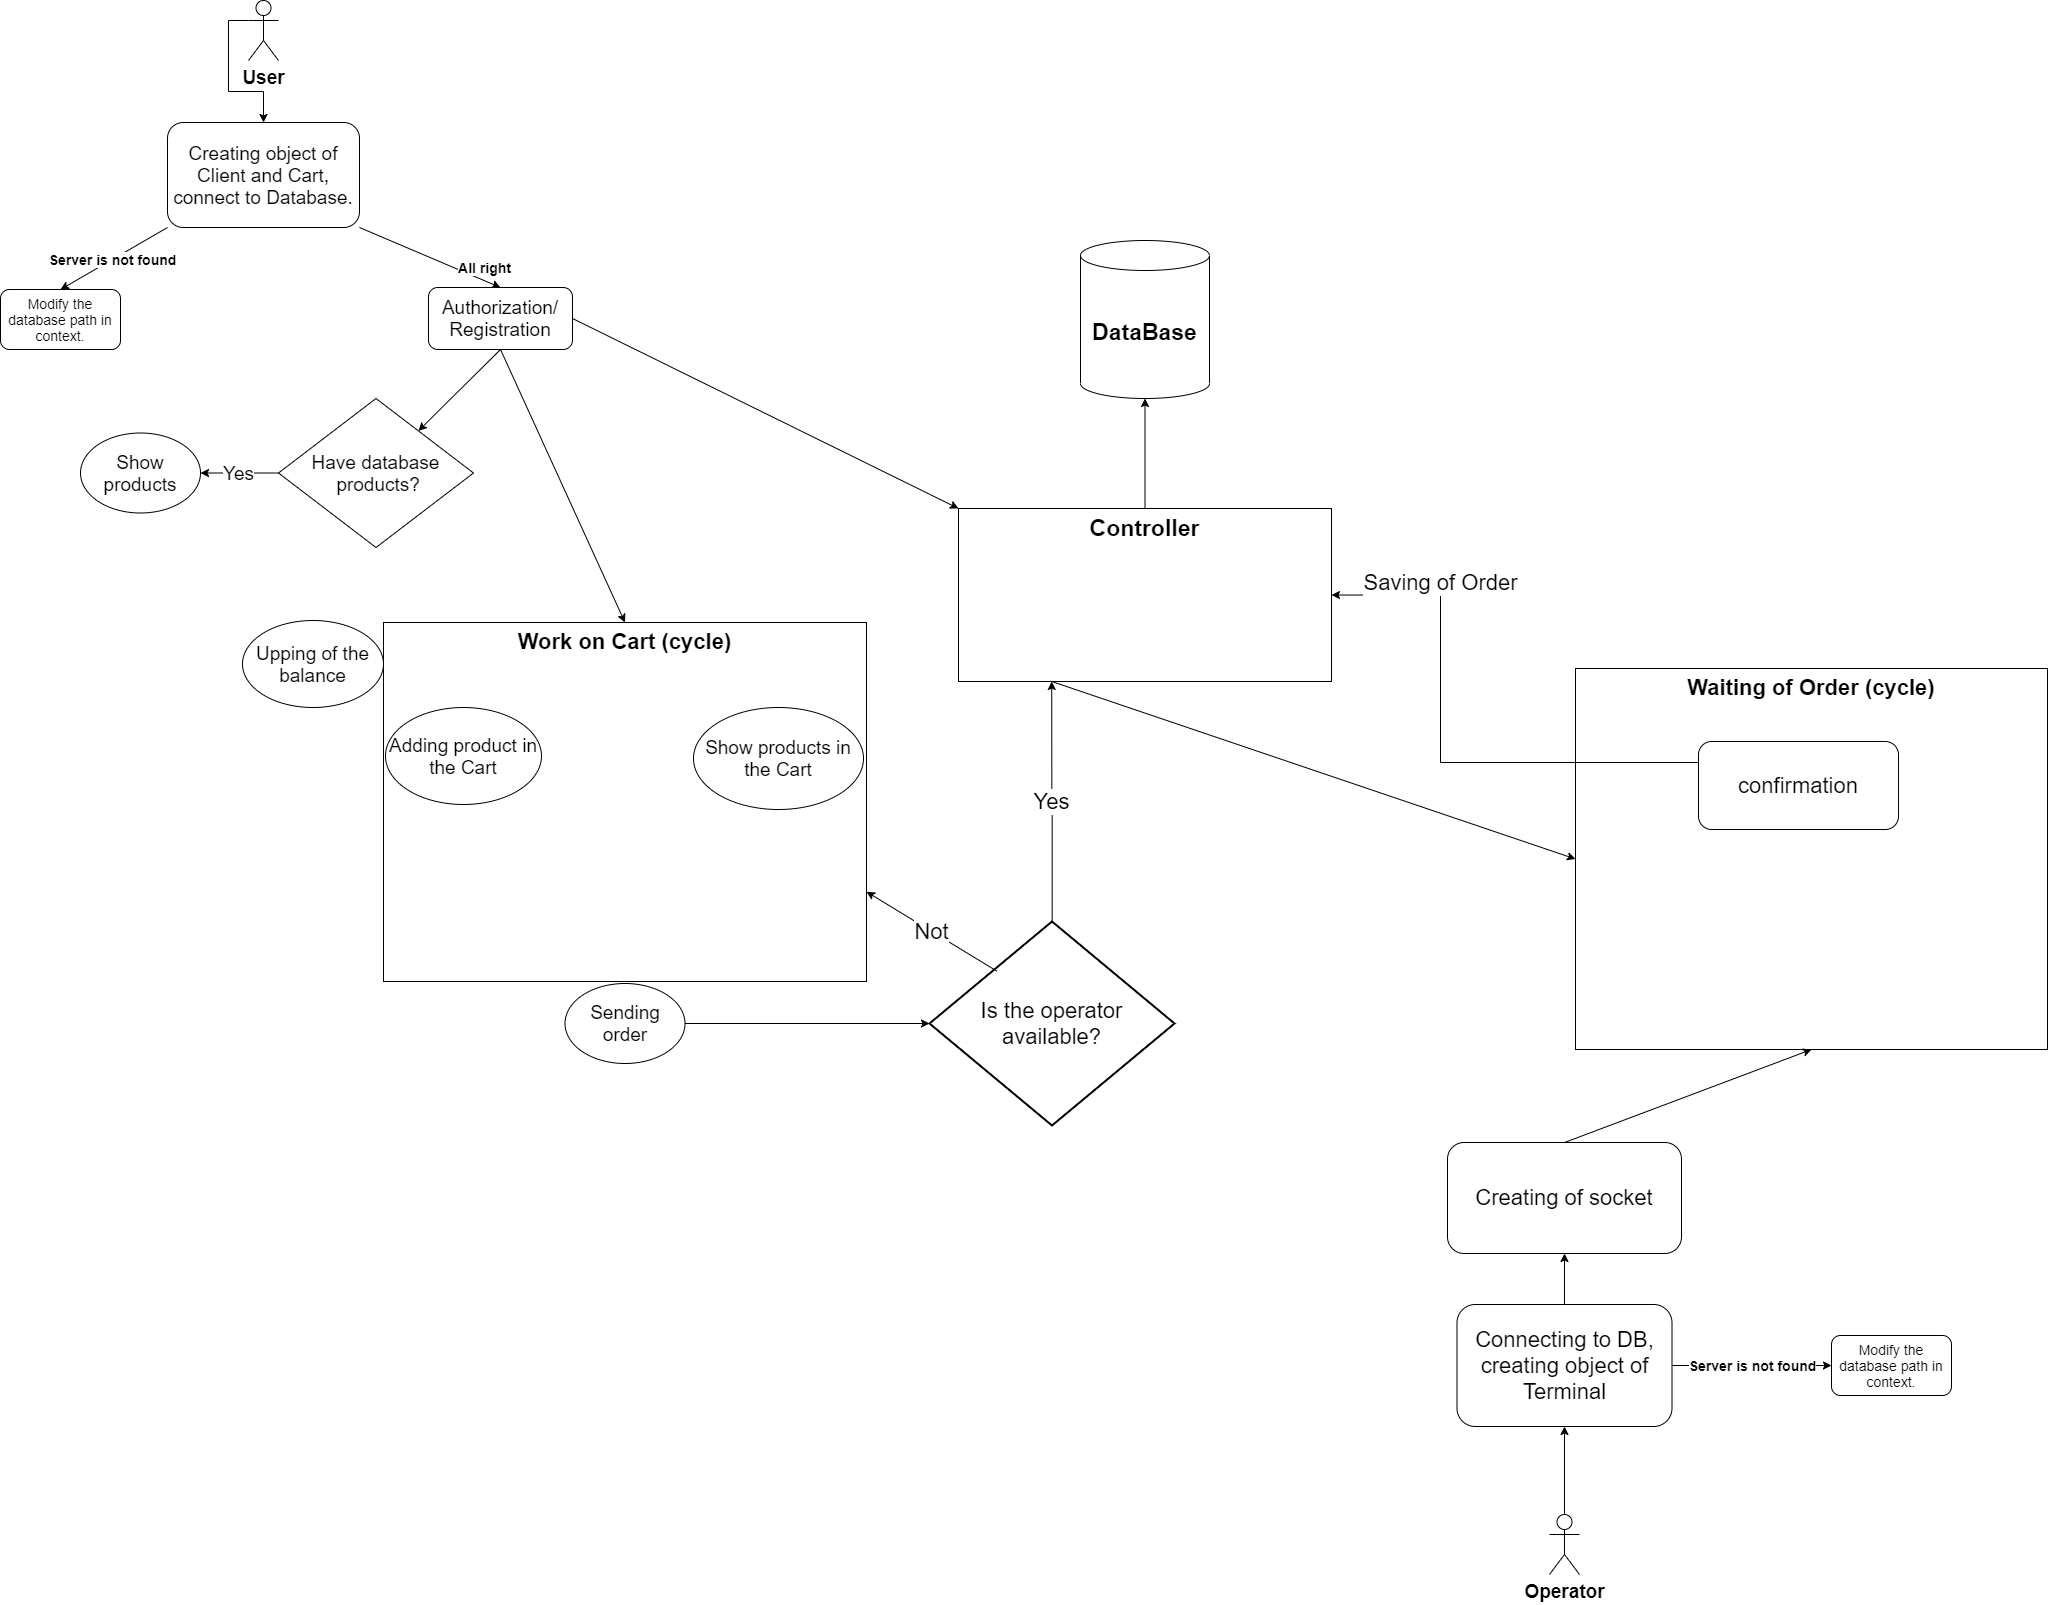 User
Creating object of
Client and Cart,
connect to Database.
Server is not found
All right
Modify the
database path in
context.
Authorization/
Registration
DataBase
Show
products
Yes
Have database
products?
Controller
Saving of Order
Upping of the
balance
Work on Cart (cycle)
Adding product in
the Cart
Show products in
the Cart
Waiting of Order (cycle)
confirmation
Yes
Not
Sending
order
Is the operator
available?
Creating of socket
Connecting to DB,
creating object of
Terminal
Server is not found
Modify the
database path in
context.
Operator